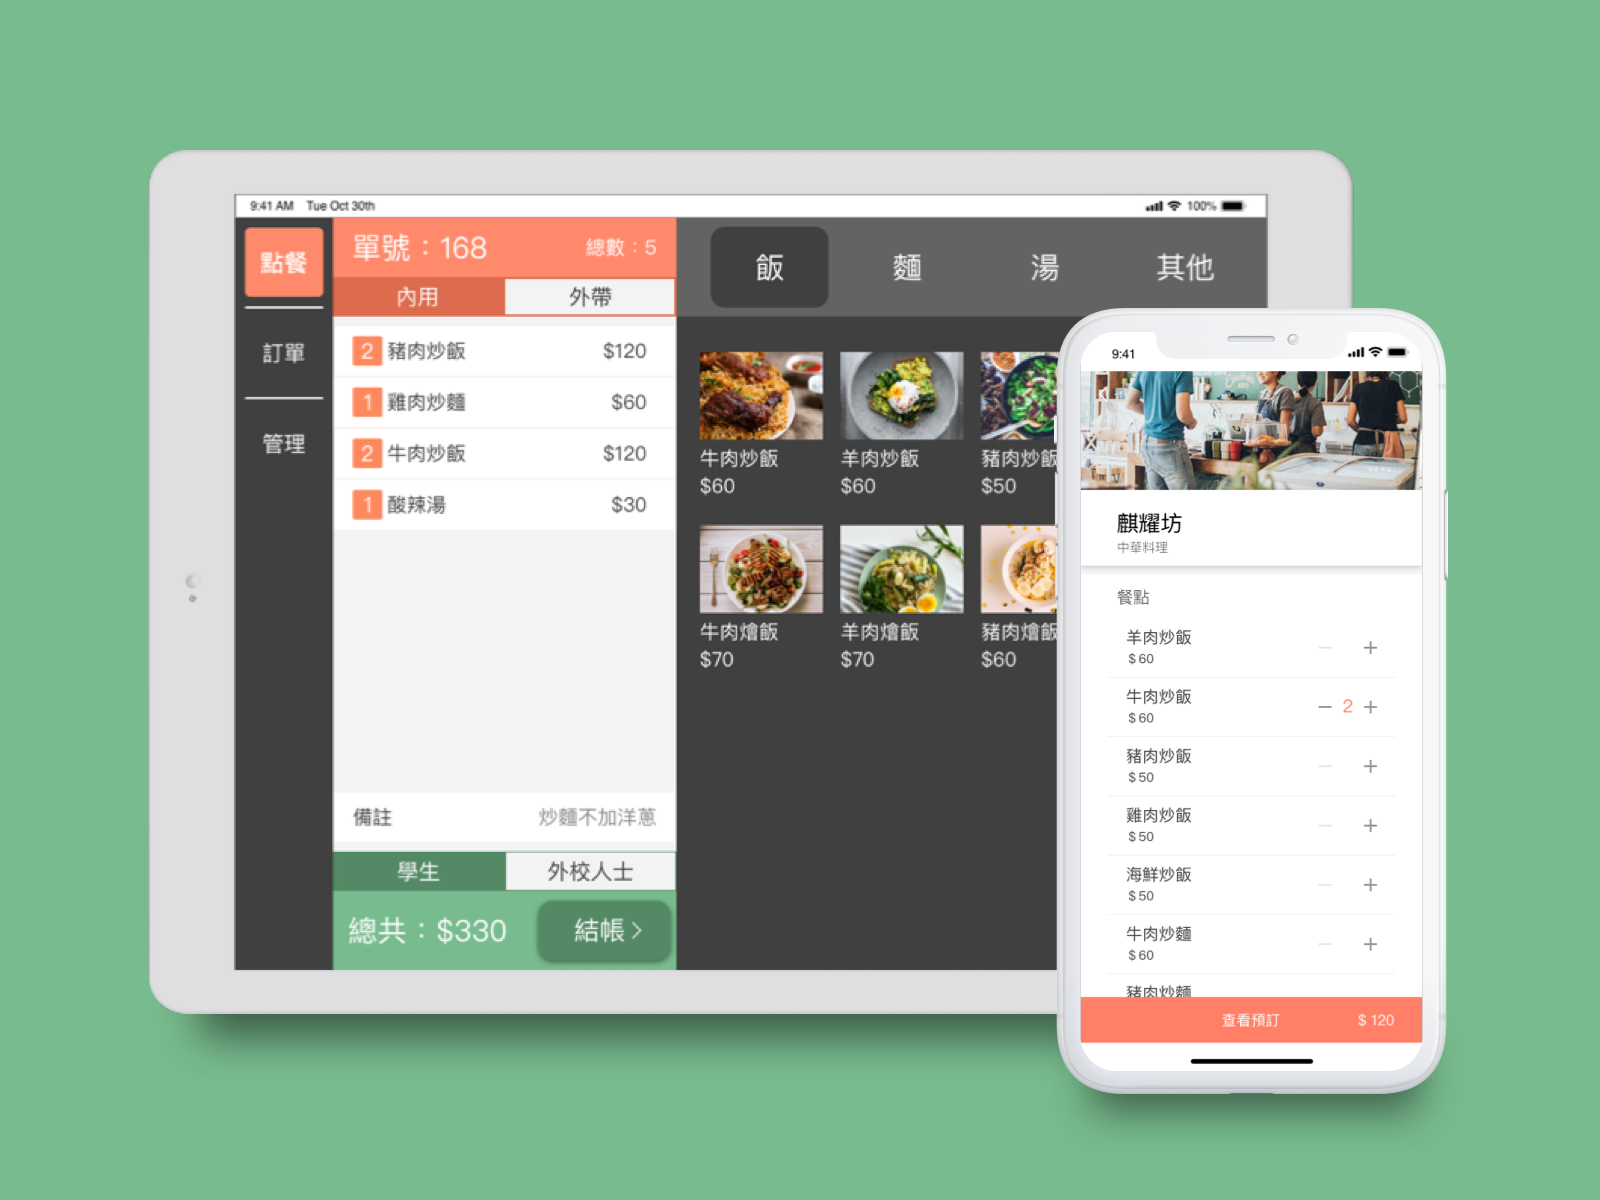 9:41 AM Tue Oct 30th 100%
點餐
訂單
管理
單號：168 總數：5
內用 外帶
2 豬肉炒飯 $120
1 雞肉炒麵 $60
2 牛肉炒飯 $120
1 酸辣湯 $30
備註 炒麵不加洋蔥
學生 外校人士
總共：$330 結帳 >
飯 麵 湯 其他
牛肉炒飯 羊肉炒飯 豬肉炒飯
$60 $60 $50
牛肉燴飯 羊肉燴飯 豬肉燴飯
$70 $70 $60
9:41
麒耀坊
中華料理
餐點
羊肉炒飯
$60
− +
牛肉炒飯
$60
− 2 +
豬肉炒飯
$50
− +
雞肉炒飯
$50
− +
海鮮炒飯
$50
− +
牛肉炒麵
$60
− +
豬肉炒麵
查看預訂 $ 120